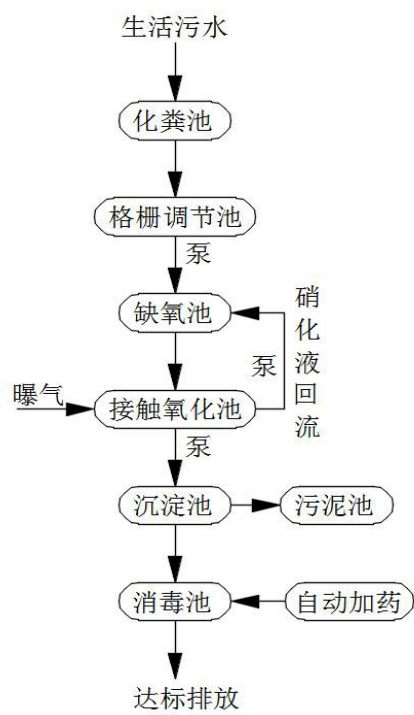 生活污水
化粪池
格栅调节池
泵
缺氧池
硝化液回流
泵
曝气
接触氧化池
泵
沉淀池
污泥池
消毒池
自动加药
达标排放